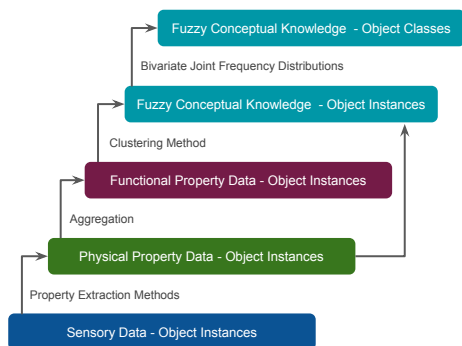 Fuzzy Conceptual Knowledge - Object Classes
Bivariate Joint Frequency Distributions
Fuzzy Conceptual Knowledge - Object Instances
Clustering Method
Functional Property Data - Object Instances
Aggregation
Physical Property Data - Object Instances
Property Extraction Methods
Sensory Data - Object Instances